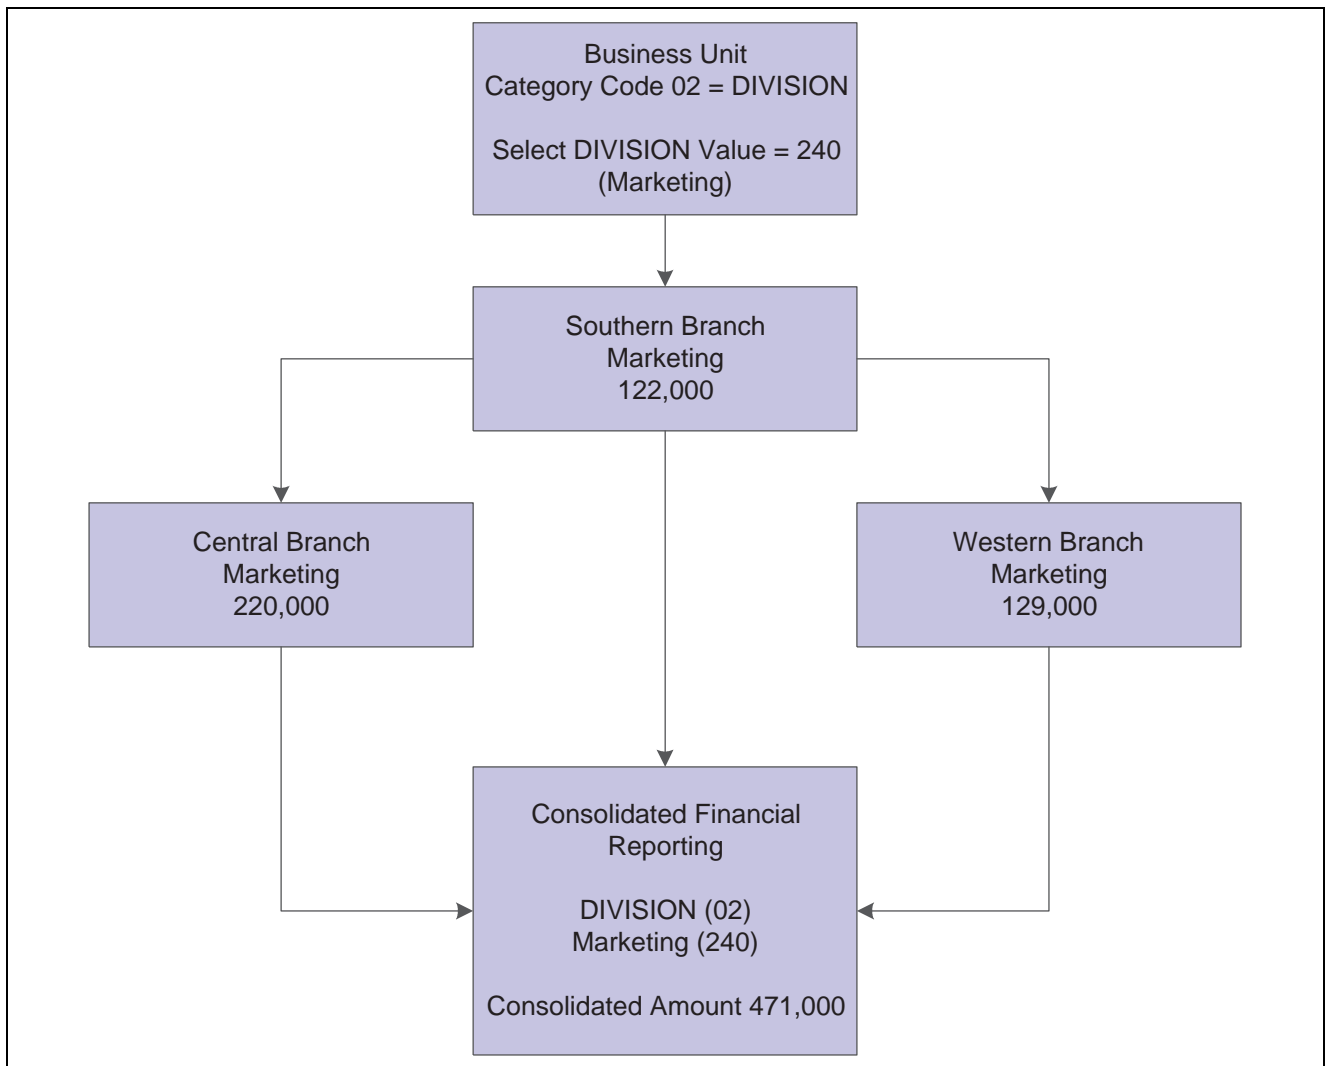 Business Unit
Category Code 02 = DIVISION
Select DIVISION Value = 240
(Marketing)
Southern Branch
Marketing
122,000
Central Branch
Marketing
220,000
Western Branch
Marketing
129,000
Consolidated Financial
Reporting
DIVISION (02)
Marketing (240)
Consolidated Amount 471,000